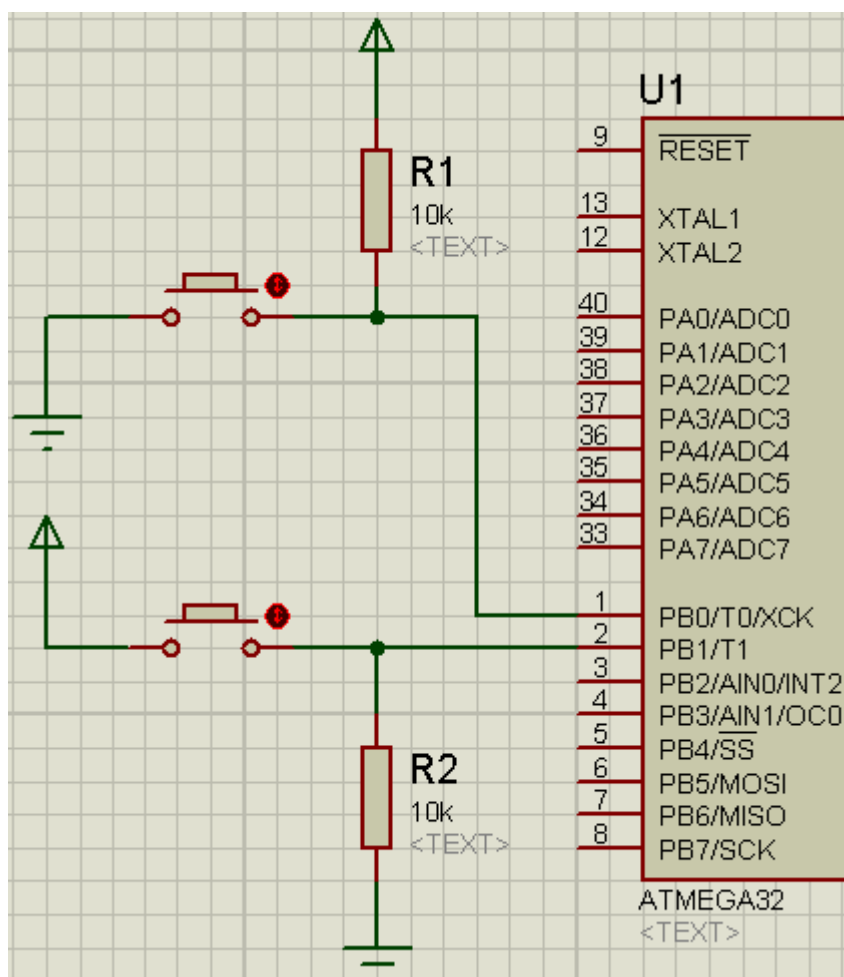 U1
R1
10k
<TEXT>
9 RESET
13 XTAL1
12 XTAL2
40 PA0/ADC0
39 PA1/ADC1
38 PA2/ADC2
37 PA3/ADC3
36 PA4/ADC4
35 PA5/ADC5
34 PA6/ADC6
33 PA7/ADC7
1 PB0/T0/XCK
2 PB1/T1
3 PB2/AIN0/INT2
4 PB3/AIN1/OC0
5 PB4/SS
6 PB5/MOSI
7 PB6/MISO
8 PB7/SCK
R2
10k
<TEXT>
ATMEGA32
<TEXT>